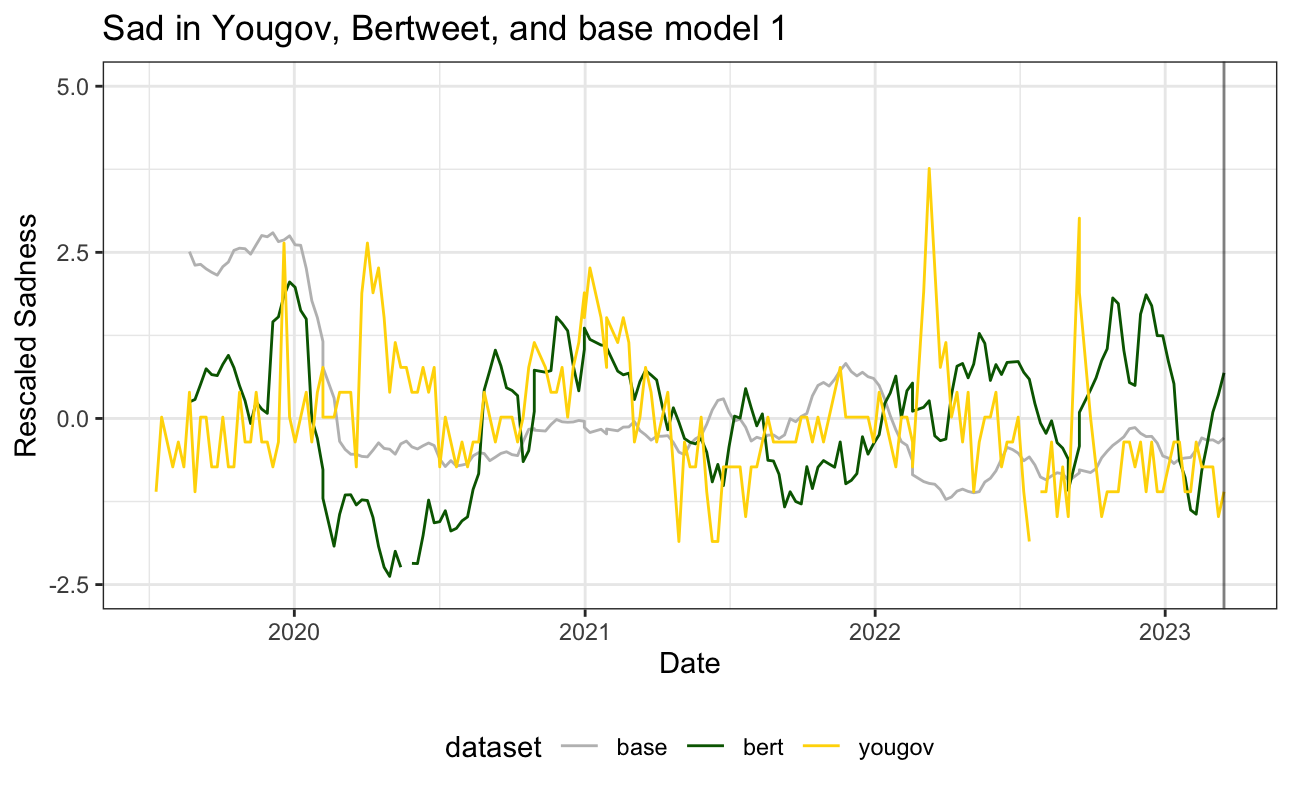 Sad in Yougov, Bertweet, and base model 1
Rescaled Sadness
5.0
2.5
0.0
-2.5
2020 2021 2022 2023
Date
dataset base bert yougov